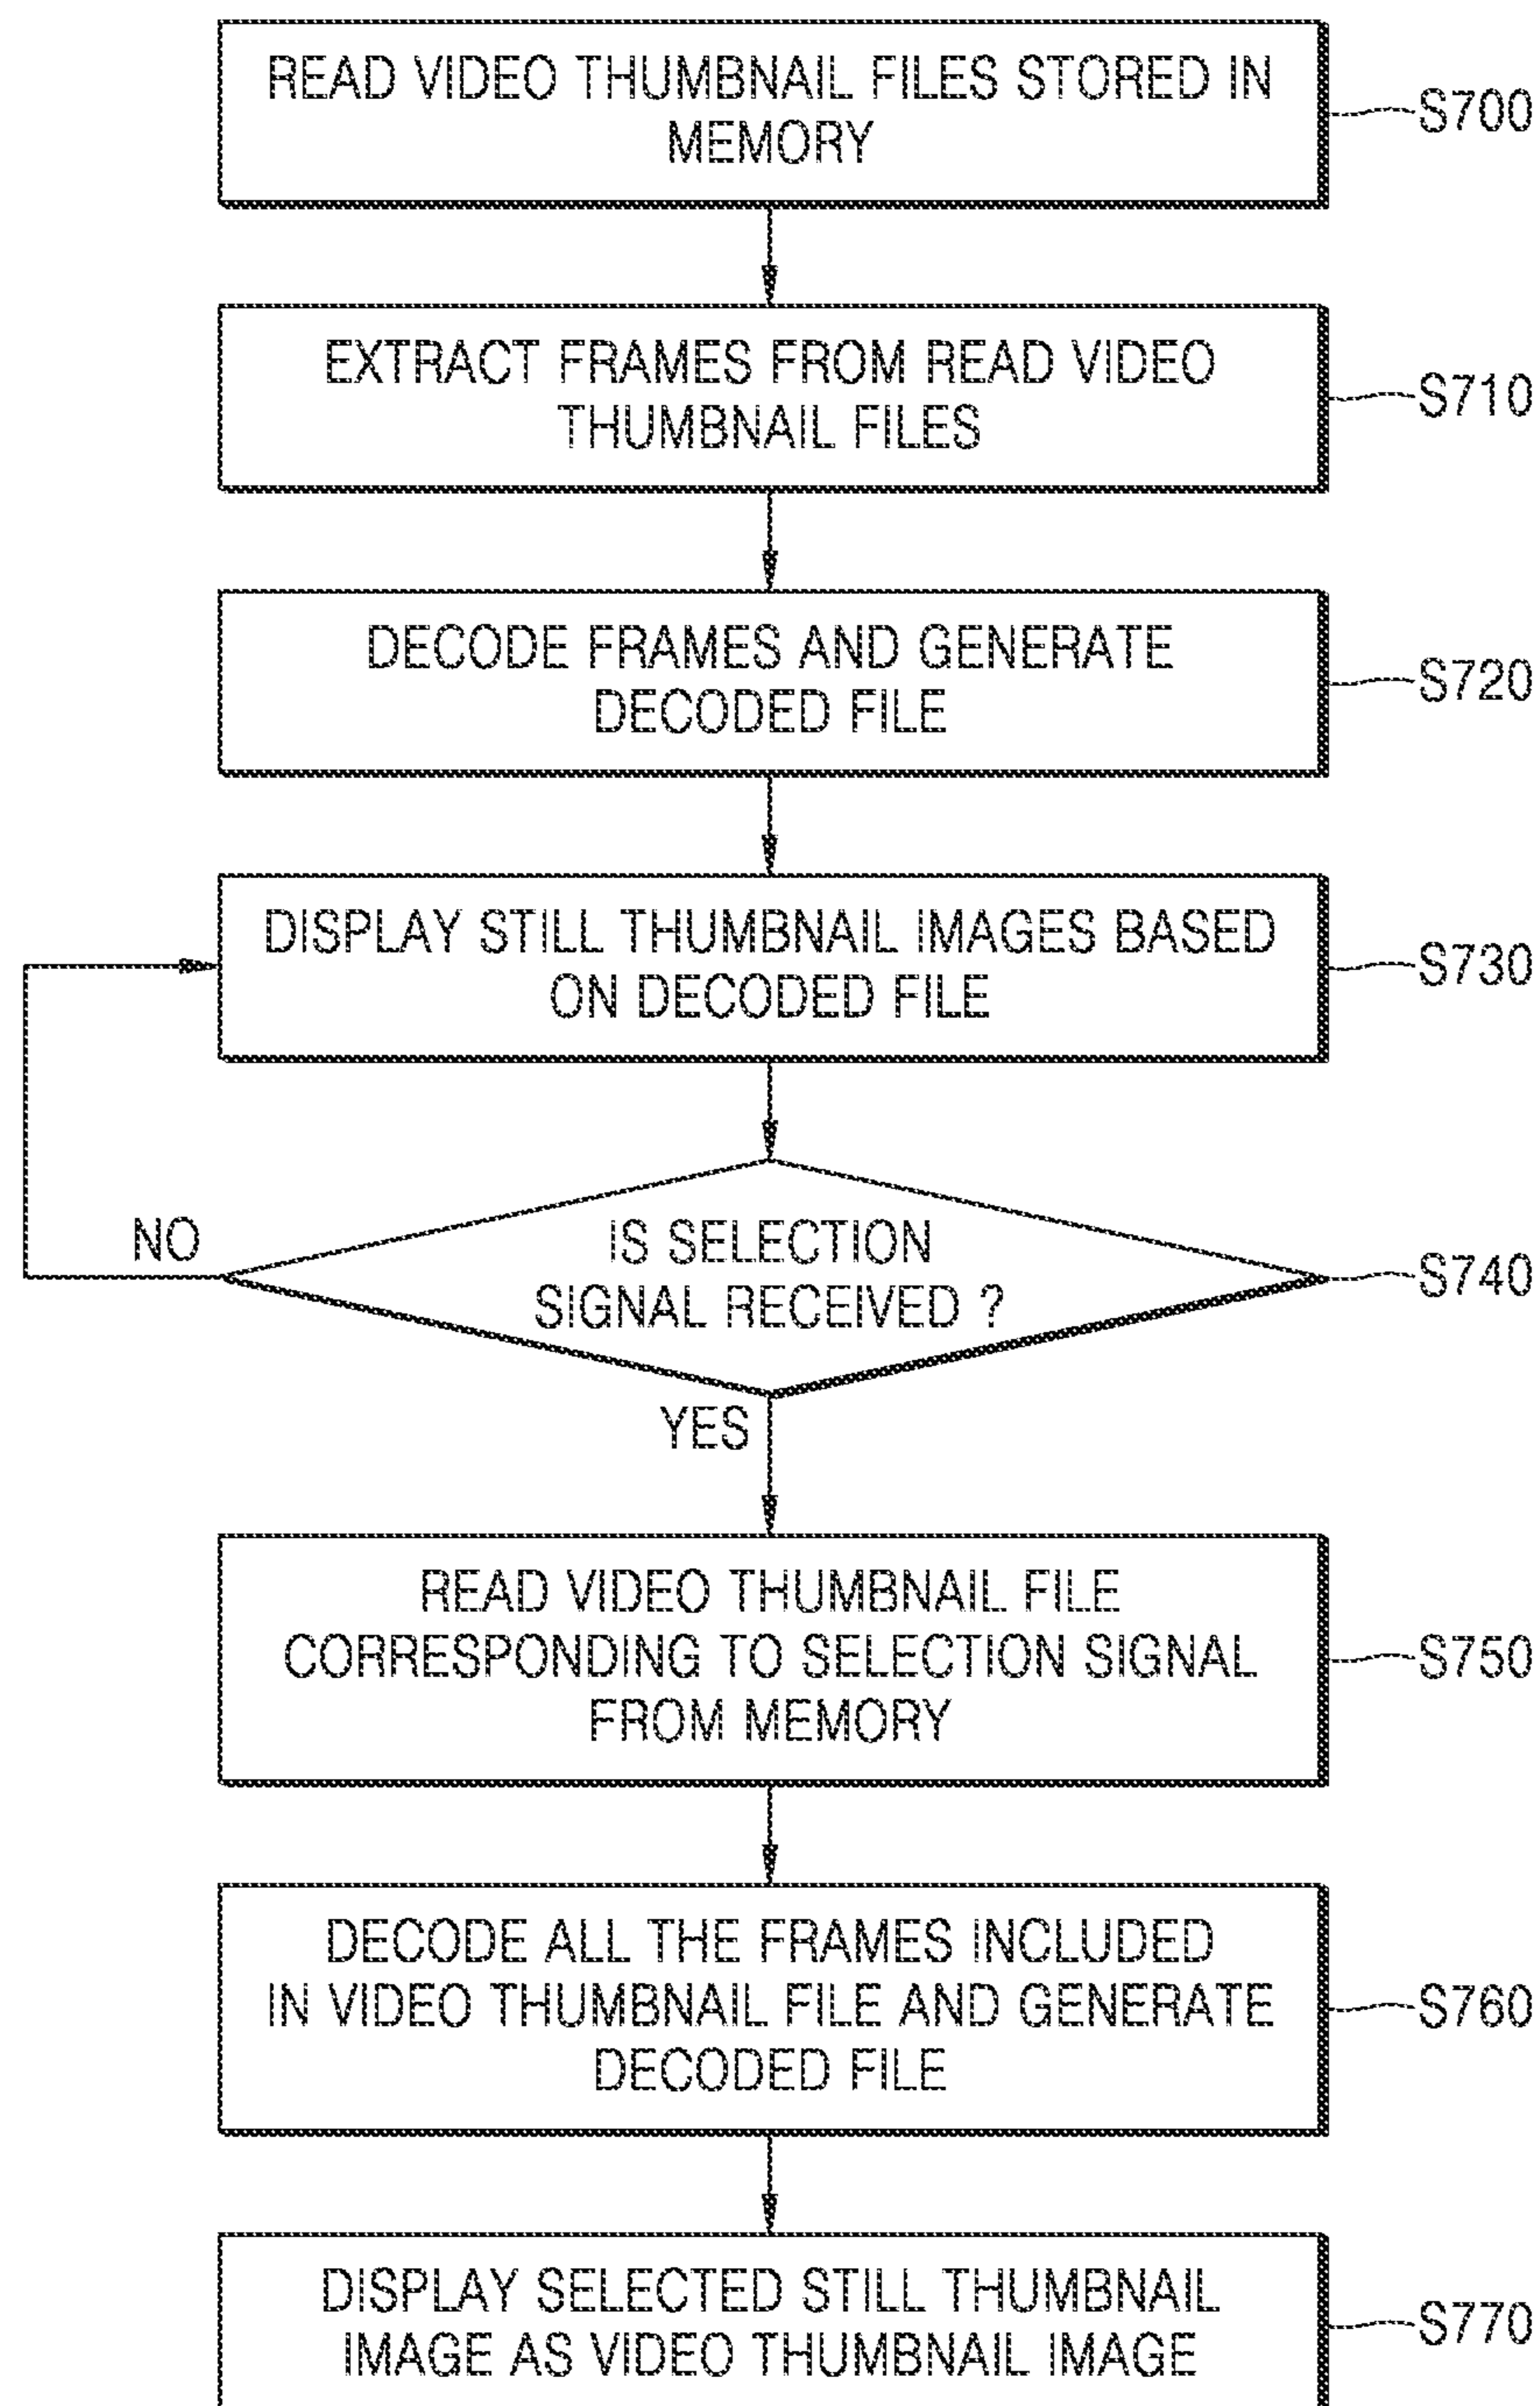 READ VIDEO THUMBNAIL FILES STORED IN
MEMORY
S700
EXTRACT FRAMES FROM READ VIDEO
THUMBNAIL FILES
S710
DECODE FRAMES AND GENERATE
DECODED FILE
S720
DISPLAY STILL THUMBNAIL IMAGES BASED
ON DECODED FILE
S730
NO
IS SELECTION
SIGNAL RECEIVED ?
S740
YES
READ VIDEO THUMBNAIL FILE
CORRESPONDING TO SELECTION SIGNAL
FROM MEMORY
S750
DECODE ALL THE FRAMES INCLUDED
IN VIDEO THUMBNAIL FILE AND GENERATE
DECODED FILE
S760
DISPLAY SELECTED STILL THUMBNAIL
IMAGE AS VIDEO THUMBNAIL IMAGE
S770